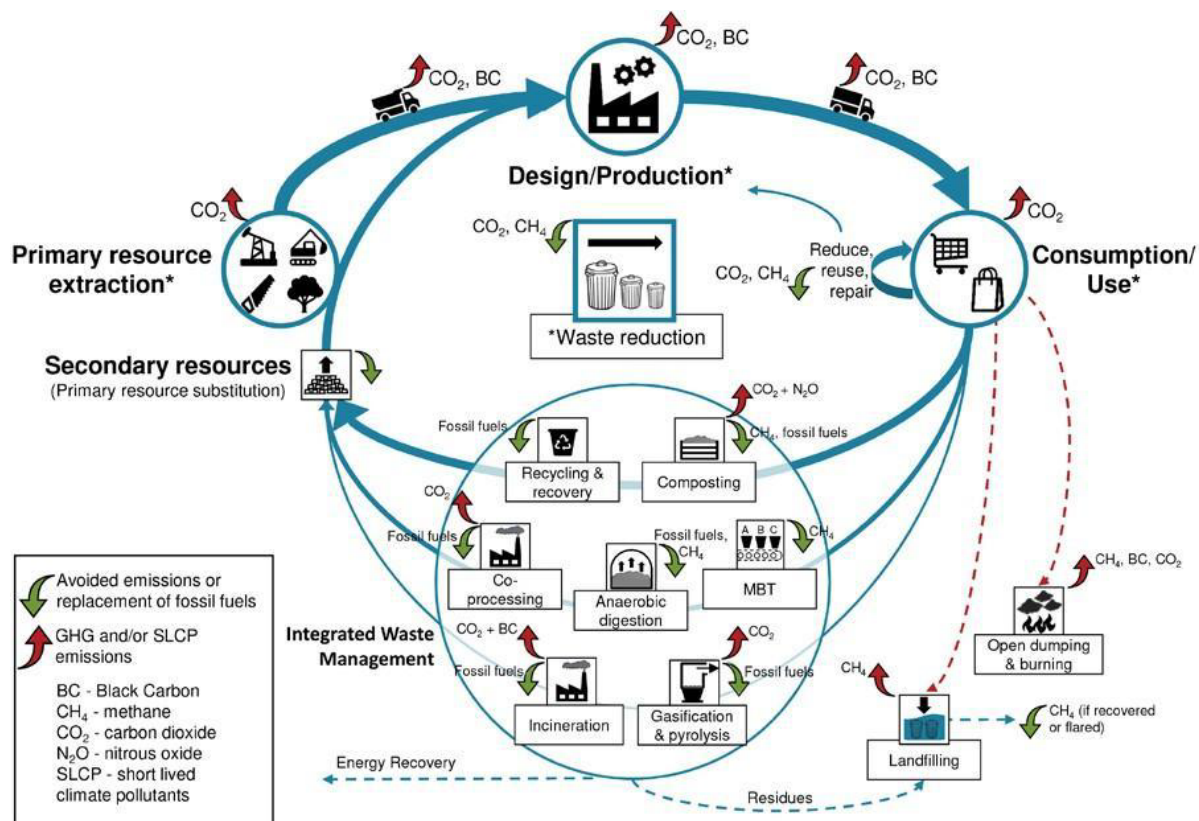 CO₂, BC
CO₂, BC
CO₂, BC
Design/Production*
CO₂
Primary resource
extraction*
CO₂, CH₄
*Waste reduction
Reduce,
reuse,
repair
CO₂, CH₄
CO₂
Consumption/
Use*
Secondary resources
(Primary resource substitution)
Fossil fuels
Recycling &
recovery
CO₂ + N₂O
CH₄, fossil fuels
Composting
CO₂
Fossil fuels
Co-
processing
Fossil fuels,
CH₄
Anaerobic
digestion
A B C
CH₄
MBT
Integrated Waste
Management
CO₂ + BC
Fossil fuels
Incineration
CO₂
Fossil fuels
Gasification
& pyrolysis
CH₄, BC, CO₂
Open dumping
& burning
CH₄
Landfilling
CH₄ (if recovered
or flared)
Energy Recovery
Residues
Avoided emissions or
replacement of fossil fuels
GHG and/or SLCP
emissions
BC - Black Carbon
CH₄ - methane
CO₂ - carbon dioxide
N₂O - nitrous oxide
SLCP - short lived
climate pollutants